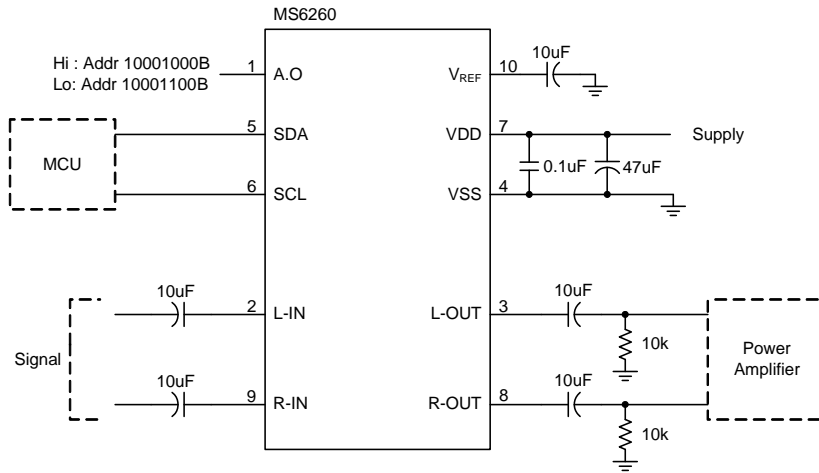 MS6260
Hi : Addr 10001000B
Lo: Addr 10001100B
1
A.O
10uF
10
VREF
MCU
5
SDA
6
SCL
7
VDD
Supply
0.1uF
47uF
4
VSS
Signal
10uF
2
L-IN
10uF
9
R-IN
3
L-OUT
10uF
10k
8
R-OUT
10uF
10k
Power
Amplifier